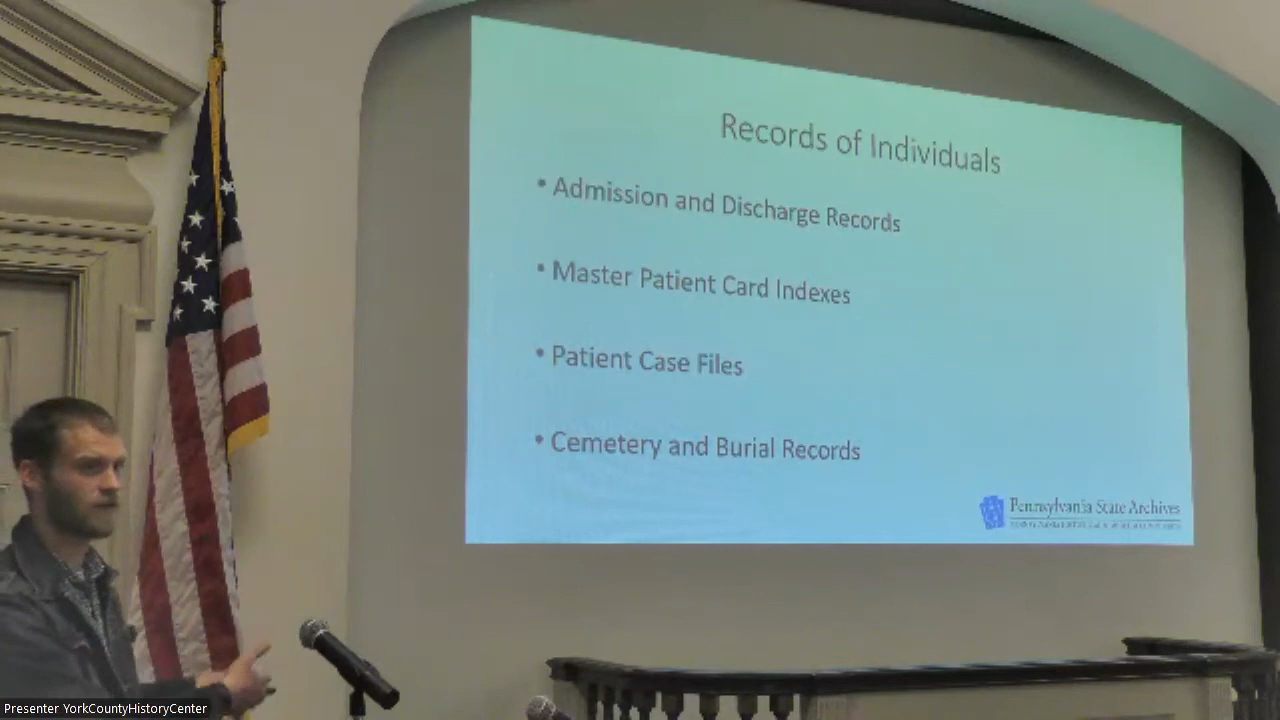 Records of Individuals
• Admission and Discharge Records
• Master Patient Card Indexes
• Patient Case Files
• Cemetery and Burial Records
Pennsylvania State Archives
Presenter YorkCountyHistoryCenter